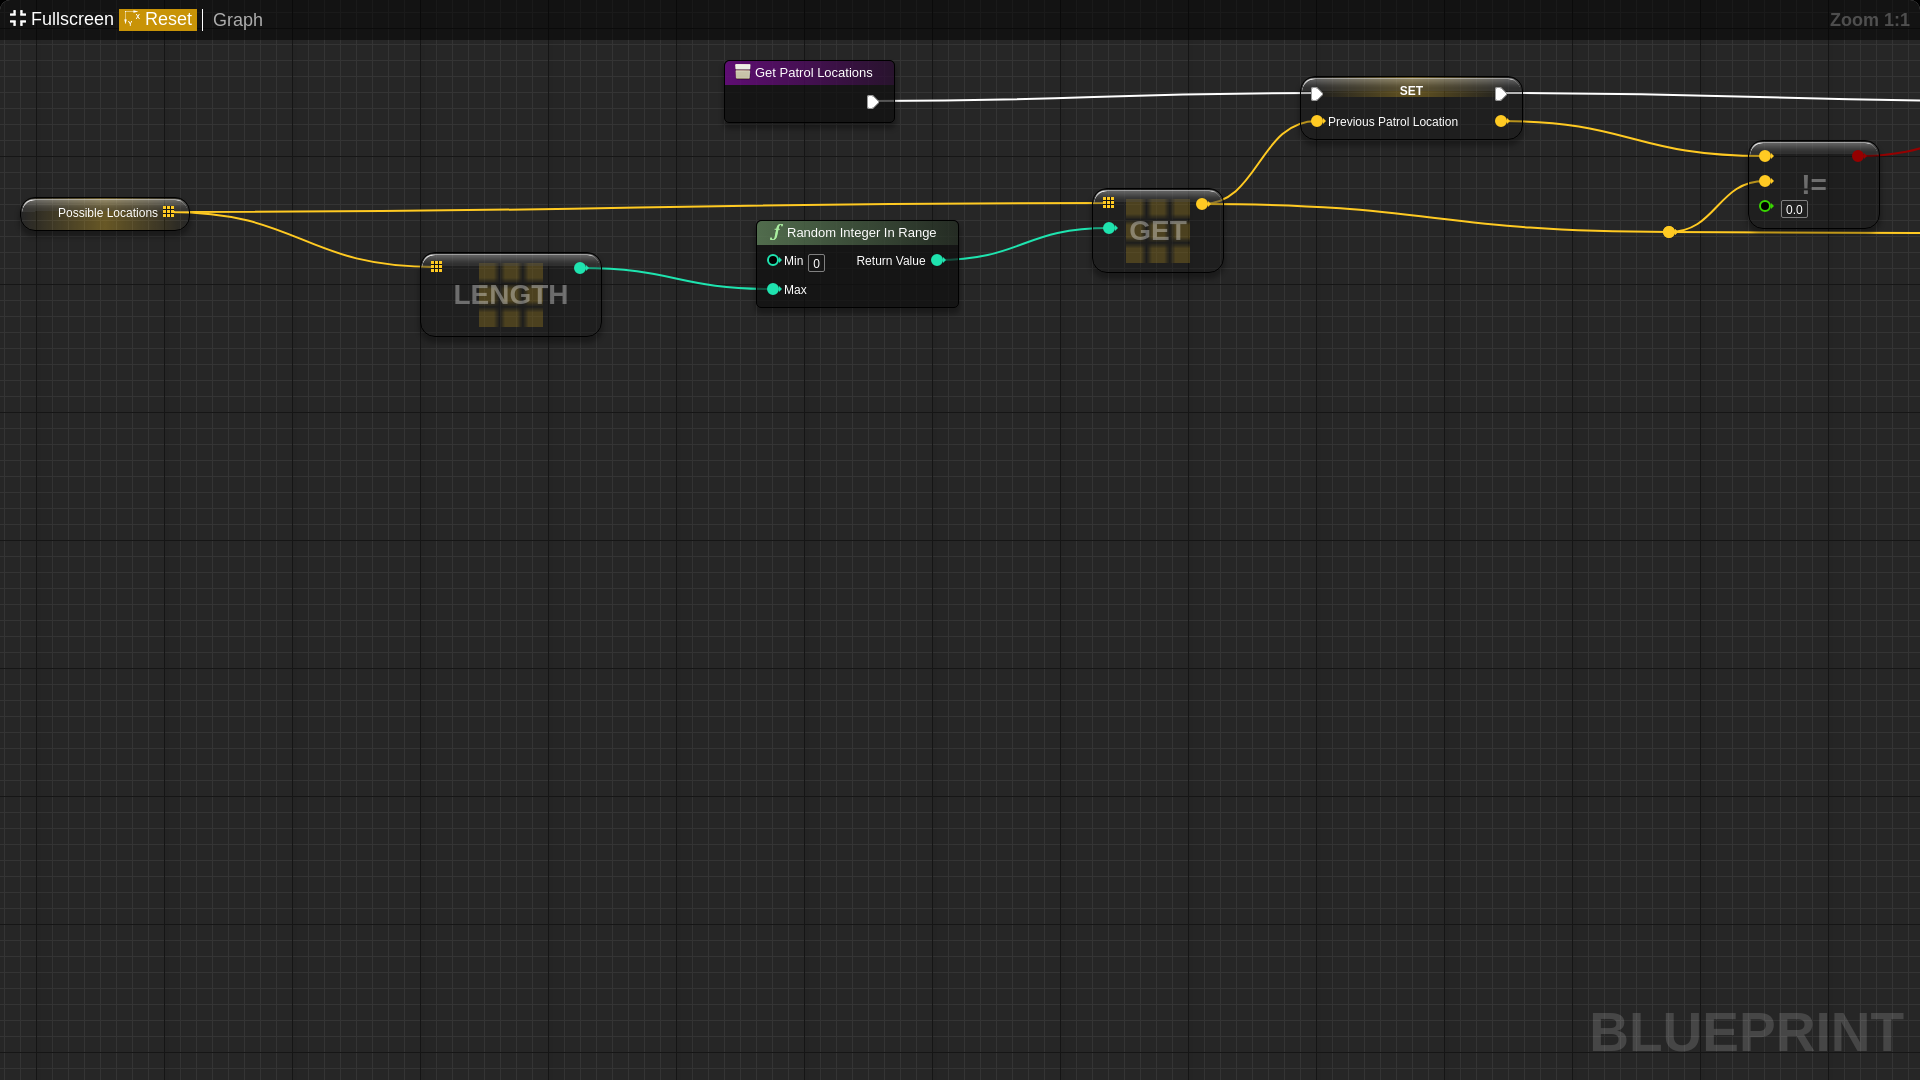 Fullscreen Reset Graph Zoom 1:1
Get Patrol Locations
SET
Previous Patrol Location
!=
0.0
Possible Locations
GET
Random Integer In Range
Min 0 Return Value
Max
LENGTH
BLUEPRINT